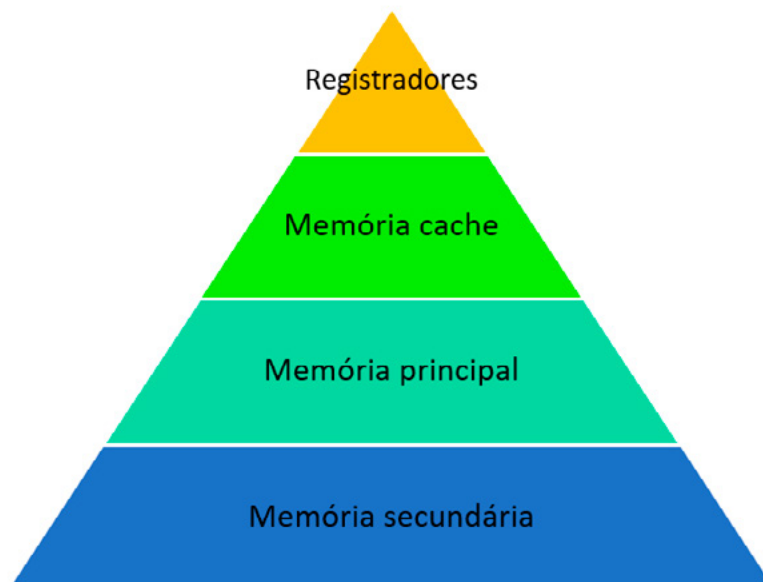 Registradores
Memória cache
Memória principal
Memória secundária